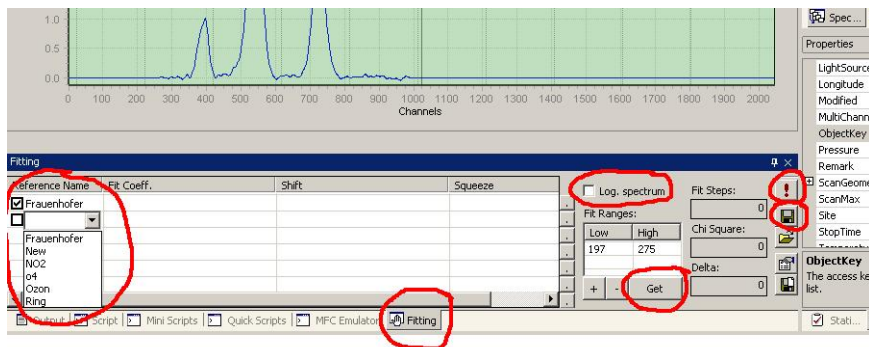 1.0
0.5
0.0
0 100 200 300 400 500 600 700 800 900 1000 1100 1200 1300 1400 1500 1600 1700 1800 1900 2000
Channels
Spec...
Properties
LightSource
Longitude
Modified
MultiChann
ObjectKey
Pressure
Remark
ScanGeome
ScanMax
Site
StopTime
ObjectKey
The access ke
list.
Stati...
Fitting
Reference Name Fit Coeff. Shift Squeeze
Frauenhofer
Frauenhofer
New
NO2
o4
Ozon
Ring
Log. spectrum
Fit Ranges:
Low High
197 275
+ - Get
Fit Steps:
0
Chi Square:
0
Delta:
0
Output Script Mini Scripts Quick Scripts MFC Emulator Fitting